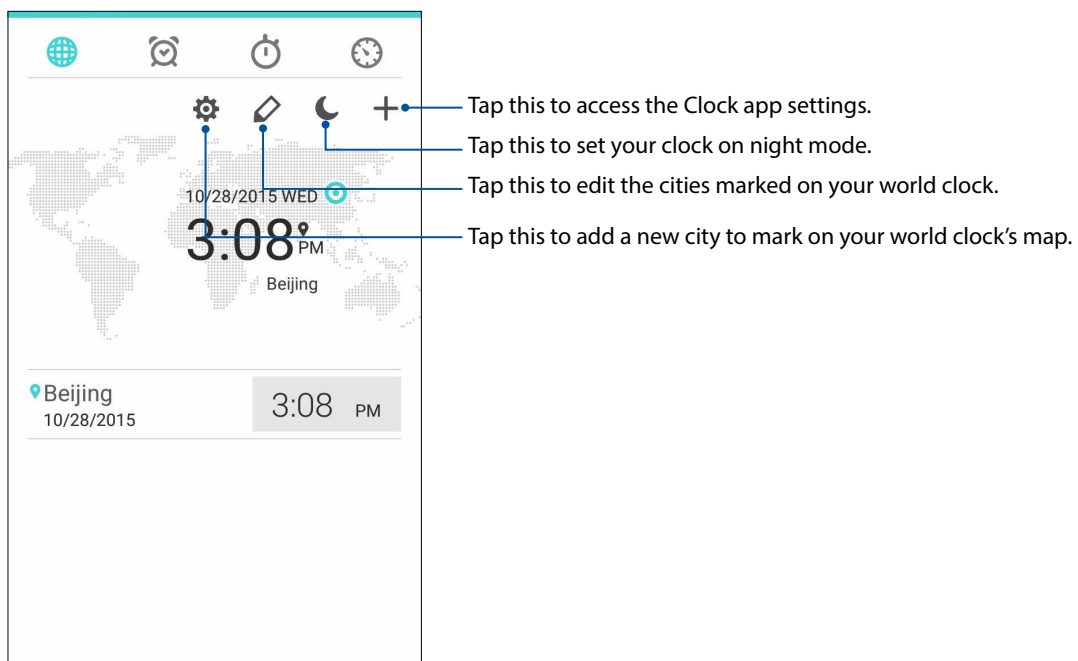 Tap this to access the Clock app settings.
Tap this to set your clock on night mode.
Tap this to edit the cities marked on your world clock.
Tap this to add a new city to mark on your world clock’s map.
10/28/2015 WED
3:08 PM
Beijing
Beijing
10/28/2015
3:08 PM